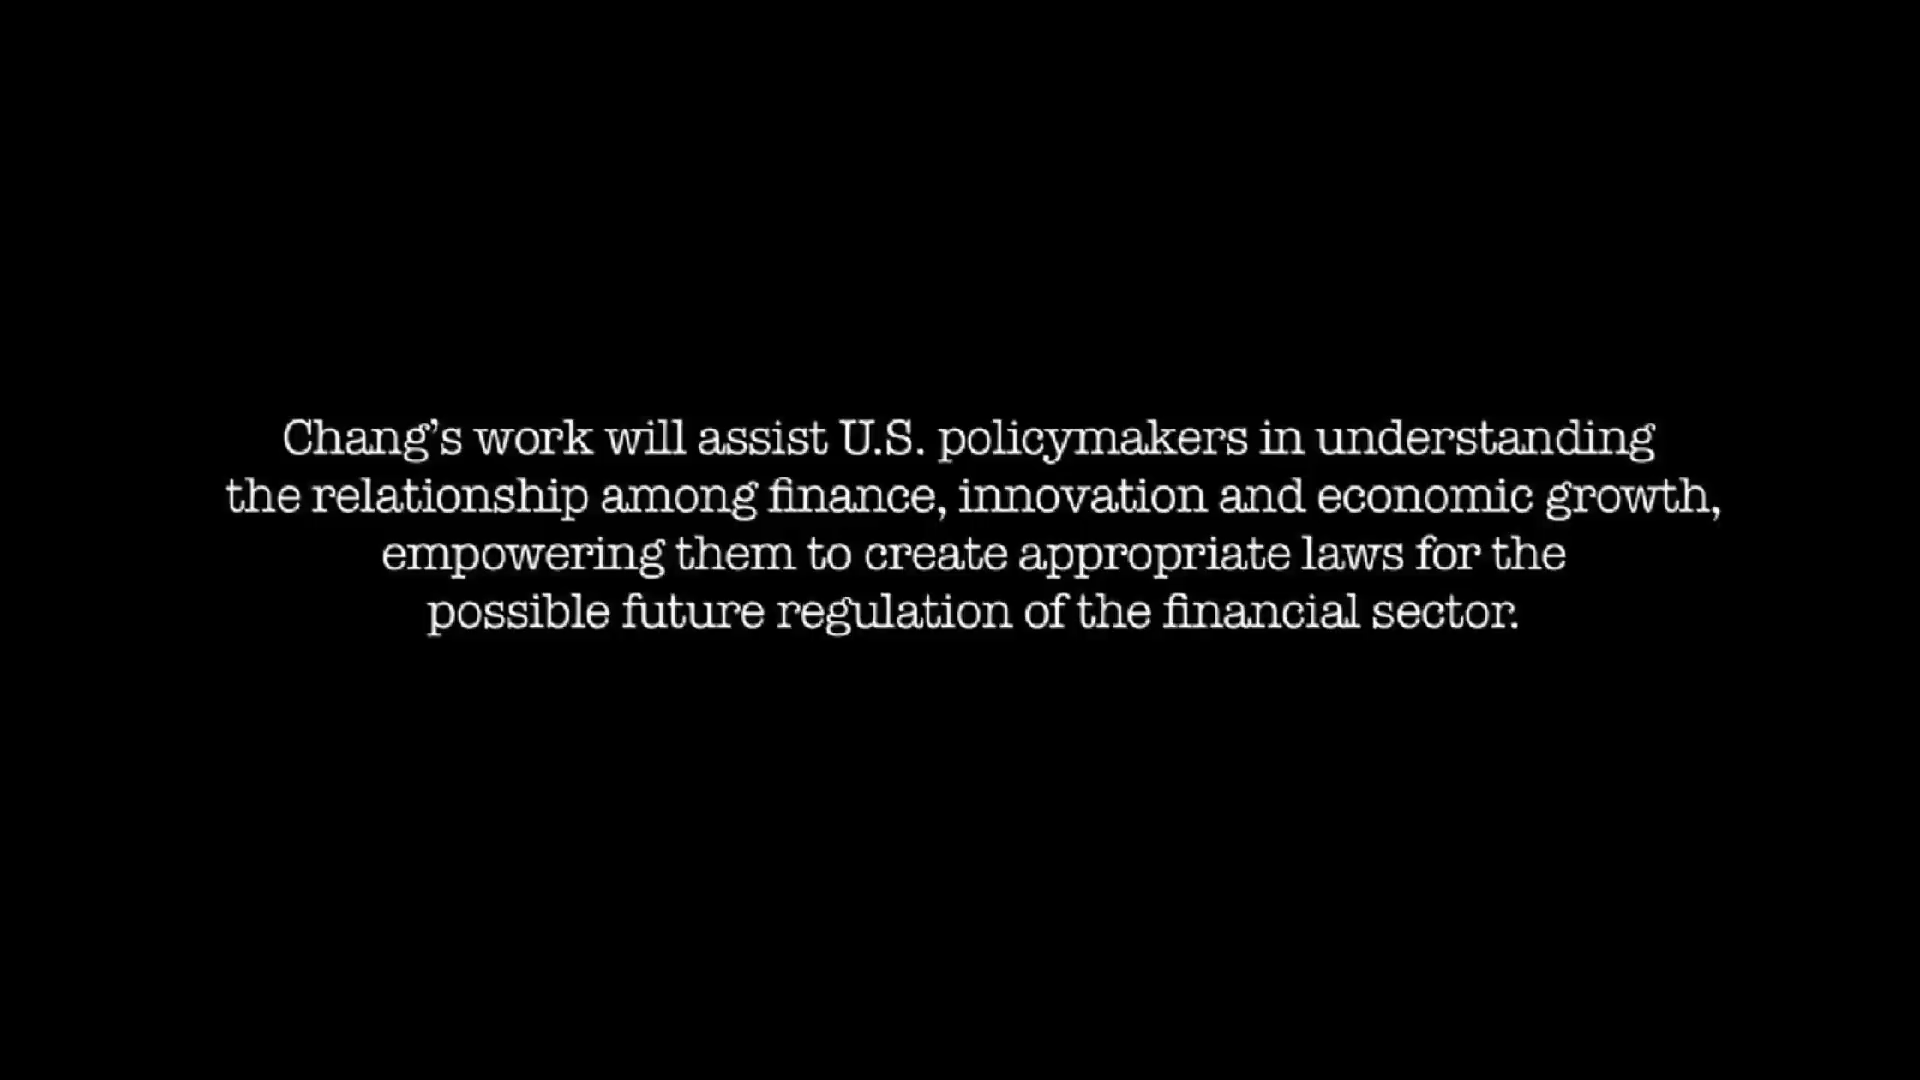 Chang’s work will assist U.S. policymakers in understanding
the relationship among finance, innovation and economic growth,
empowering them to create appropriate laws for the
possible future regulation of the financial sector.